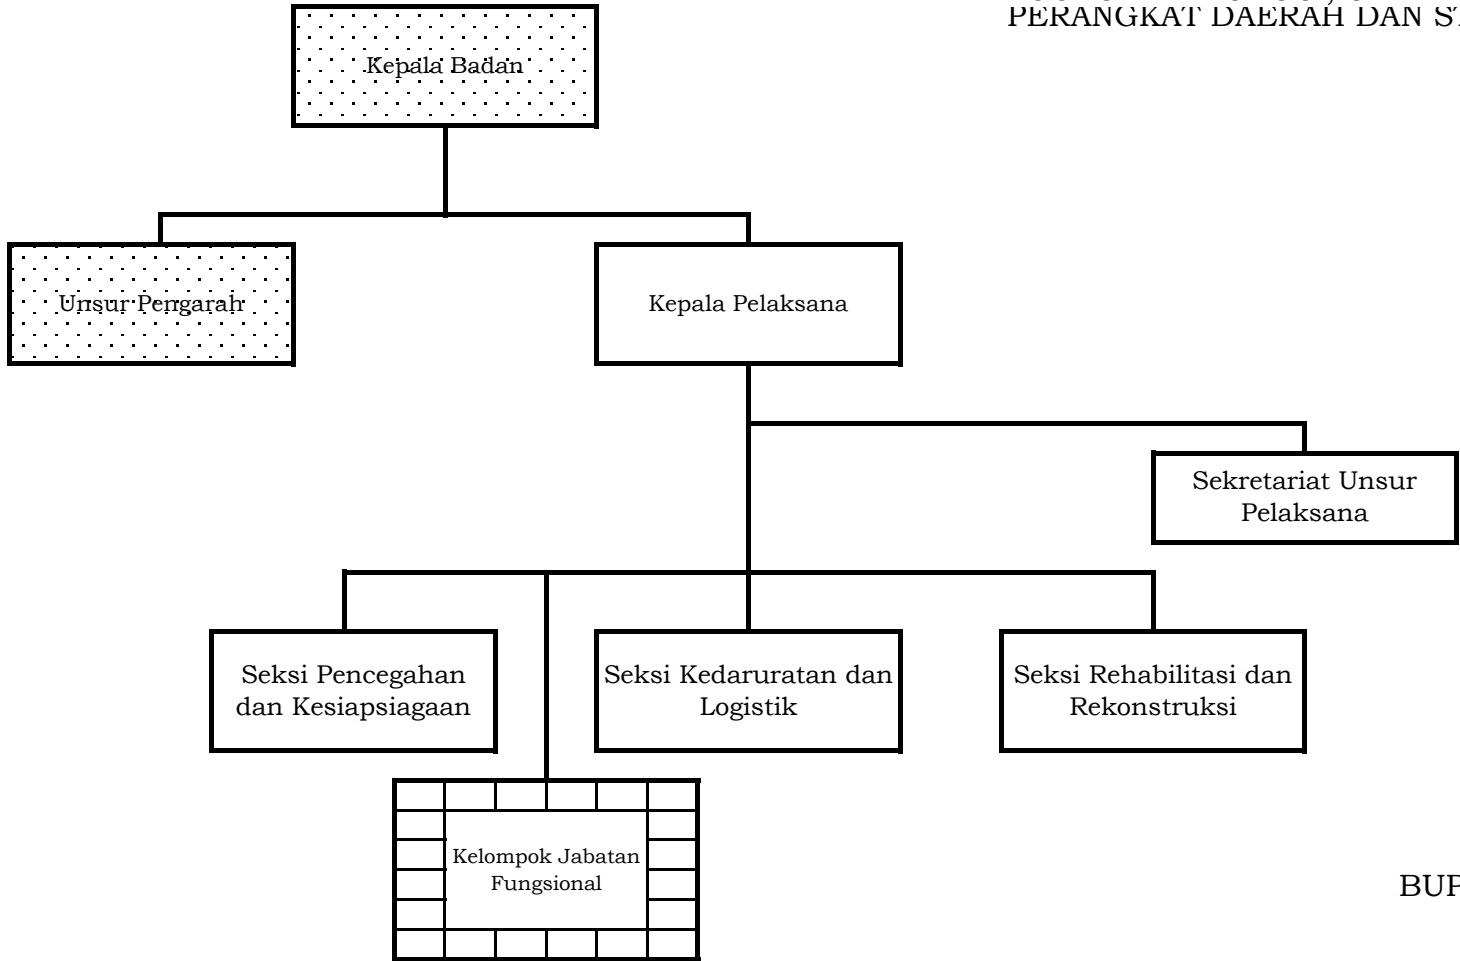 PERANGKAT DAERAH DAN
Kepala Badan
Unsur Pengarah
Kepala Pelaksana
Sekretariat Unsur
Pelaksana
Seksi Pencegahan
dan Kesiapsiagaan
Seksi Kedaruratan dan
Logistik
Seksi Rehabilitasi dan
Rekonstruksi
Kelompok Jabatan
Fungsional
BUP